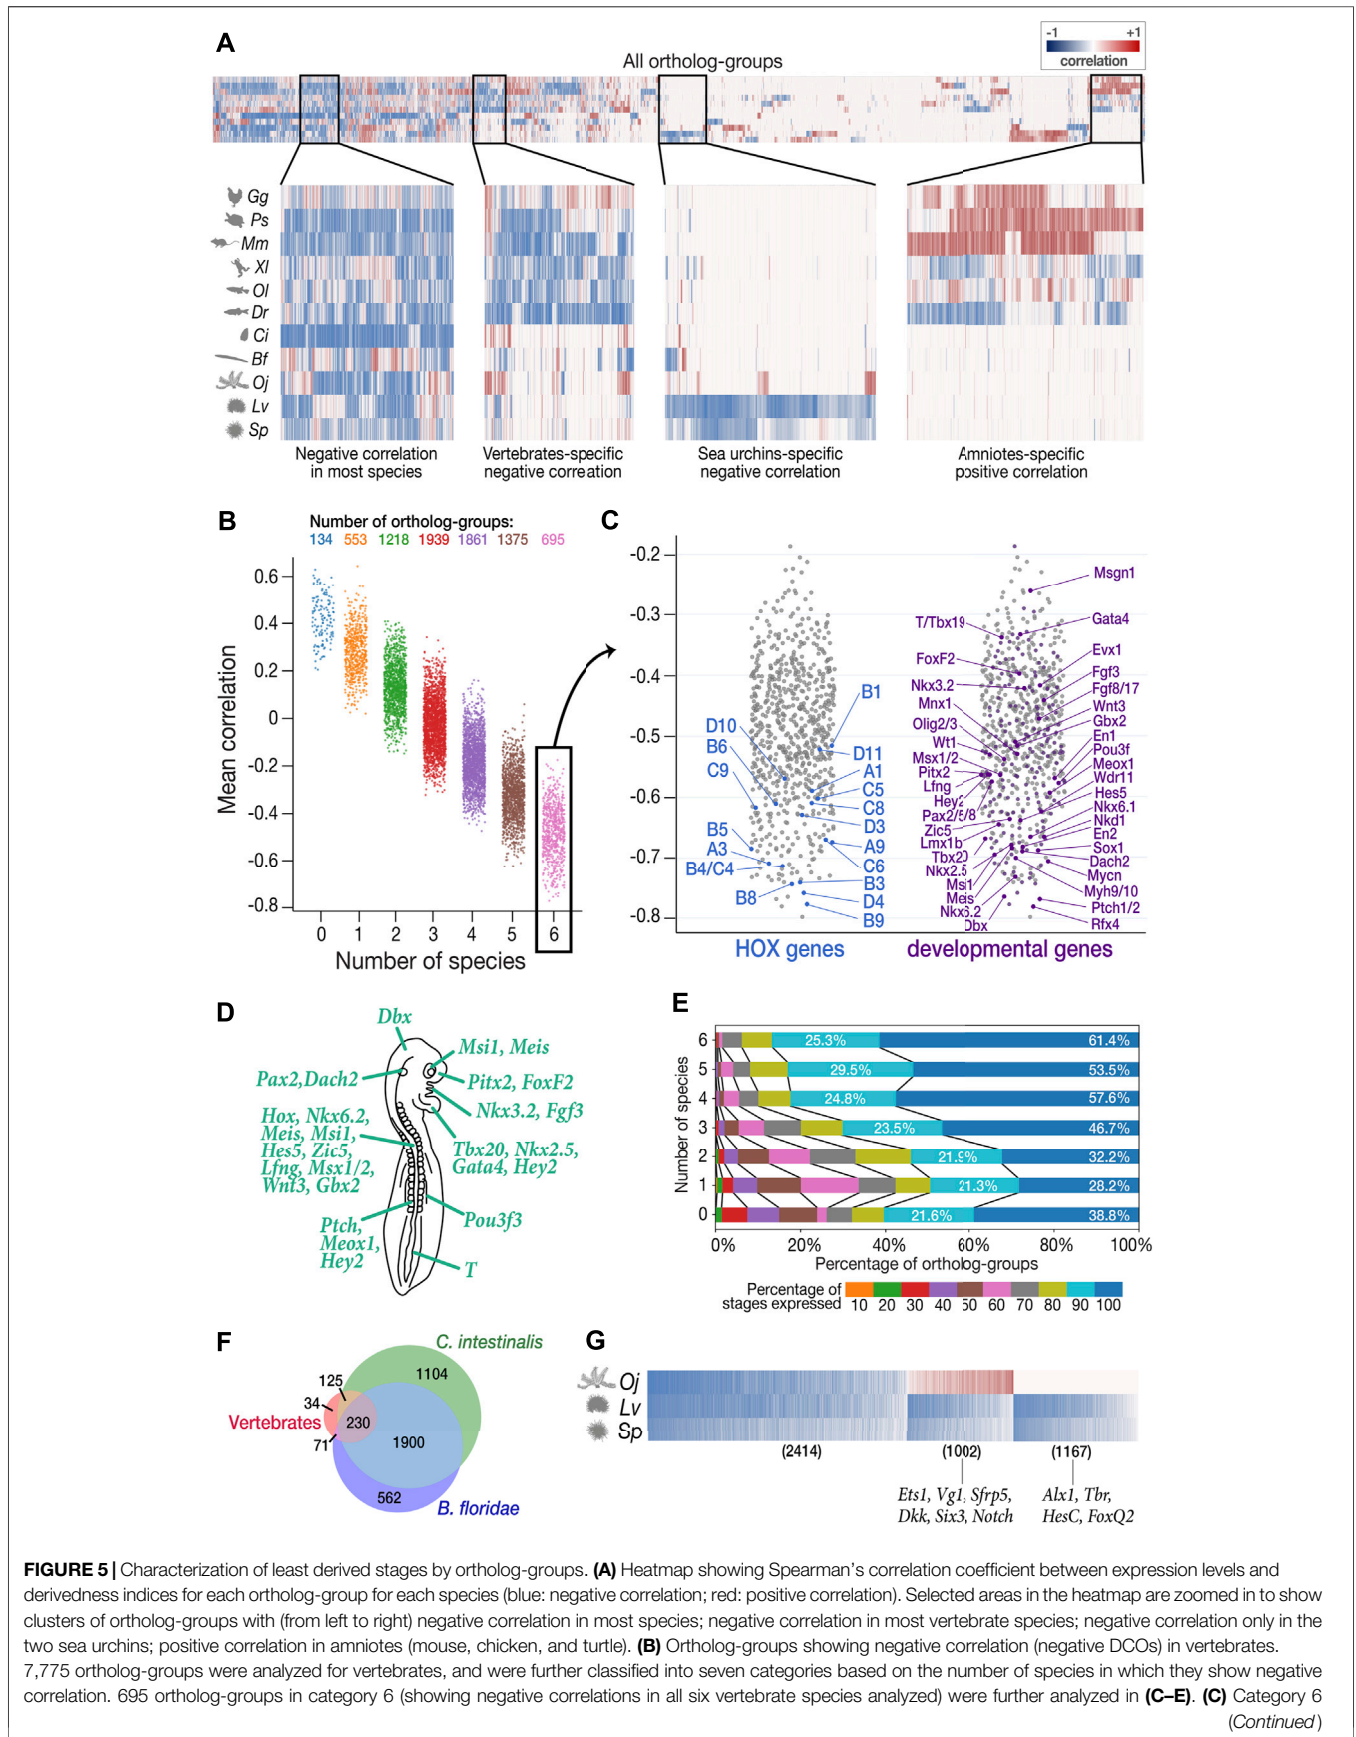 A
-1 +1
correlation
All ortholog-groups
Gg
Ps
Mm
Xl
Ol
Dr
Ci
Bf
Oj
Lv
Sp
Negative correlation
in most species
Vertebrates-specific
negative correation
Sea urchins-specific
negative correlation
Amniotes-specific
positive correlation
B
Number of ortholog-groups:
134 553 1218 1939 1861 1375 695
Mean correlation
0.6
0.4
0.2
0
-0.2
-0.4
-0.6
-0.8
0 1 2 3 4 5 6
Number of species
C
-0.2
-0.3
-0.4
-0.5
-0.6
-0.7
-0.8
D10
B6
C9
B5
A3
B4/C4
B8
B1
D11
A1
C5
C8
D3
A9
C6
B3
D4
B9
HOX genes
T/Tbx19
FoxF2
Nkx3.2
Mnx1
Olig2/3
Wt1
Msx1/2
Pitx2
Lfng
Hey2
Pax2/5/8
Zic5
Lmx1b
Tbx20
Nkx2.5
Msi1
Meis
Nkx6.2
Dbx
Msgn1
Gata4
Evx1
Fgf3
Fgf8/17
Wnt3
Gbx2
En1
Pou3f
Meox1
Wdr11
Hes5
Nkx6.1
Nkd1
En2
Sox1
Dach2
Mycn
Myh9/10
Ptch1/2
Rfx4
developmental genes
D
Dbx
Msi1, Meis
Pax2,Dach2
Pitx2, FoxF2
Nkx3.2, Fgf3
Hox, Nkx6.2,
Meis, Msi1,
Hes5, Zic5,
Lfng, Msx1/2,
Wnt3, Gbx2
Tbx20, Nkx2.5,
Gata4, Hey2
Ptch,
Meox1,
Hey2
Pou3f3
T
E
Number of species
6 25.3% 61.4%
5 29.5% 53.5%
4 24.8% 57.6%
3 23.5% 46.7%
2 21.9% 32.2%
1 21.3% 28.2%
0 21.6% 38.8%
0% 20% 40% 60% 80% 100%
Percentage of ortholog-groups
Percentage of
stages expressed
10 20 30 40 50 60 70 80 90 100
F
C. intestinalis
1104
125
34
Vertebrates
230
71
1900
562
B. floridae
G
Oj
Lv
Sp
(2414) (1002) (1167)
Ets1, Vg1, Sfrp5,
Dkk, Six3, Notch
Alx1, Tbr,
HesC, FoxQ2
FIGURE 5 | Characterization of least derived stages by ortholog-groups. (A) Heatmap showing Spearman's correlation coefficient between expression levels and
derivedness indices for each ortholog-group for each species (blue: negative correlation; red: positive correlation). Selected areas in the heatmap are zoomed in to show
clusters of ortholog-groups with (from left to right) negative correlation in most species; negative correlation in most vertebrate species; negative correlation only in the
two sea urchins; positive correlation in amniotes (mouse, chicken, and turtle). (B) Ortholog-groups showing negative correlation (negative DCOs) in vertebrates.
7,775 ortholog-groups were analyzed for vertebrates, and were further classified into seven categories based on the number of species in which they show negative
correlation. 695 ortholog-groups in category 6 (showing negative correlations in all six vertebrate species analyzed) were further analyzed in (C–E). (C) Category 6
(Continued)